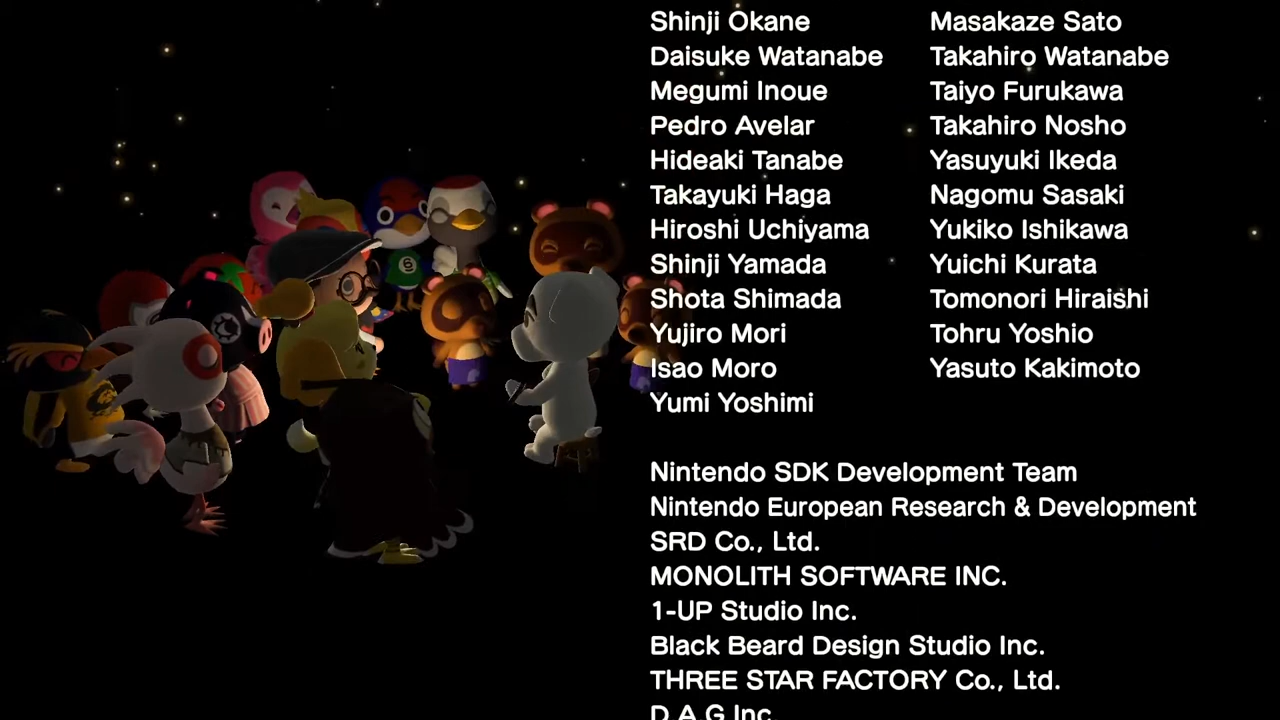 Shinji Okane Masakaze Sato
Daisuke Watanabe Takahiro Watanabe
Megumi Inoue Taiyo Furukawa
Pedro Avelar Takahiro Nosho
Hideaki Tanabe Yasuyuki Ikeda
Takayuki Haga Nagomu Sasaki
Hiroshi Uchiyama Yukiko Ishikawa
Shinji Yamada Yuichi Kurata
Shota Shimada Tomonori Hiraishi
Yujiro Mori Tohru Yoshio
Isao Moro Yasuto Kakimoto
Yumi Yoshimi
Nintendo SDK Development Team
Nintendo European Research & Development
SRD Co., Ltd.
MONOLITH SOFTWARE INC.
1-UP Studio Inc.
Black Beard Design Studio Inc.
THREE STAR FACTORY Co., Ltd.
D.A.G Inc.
6